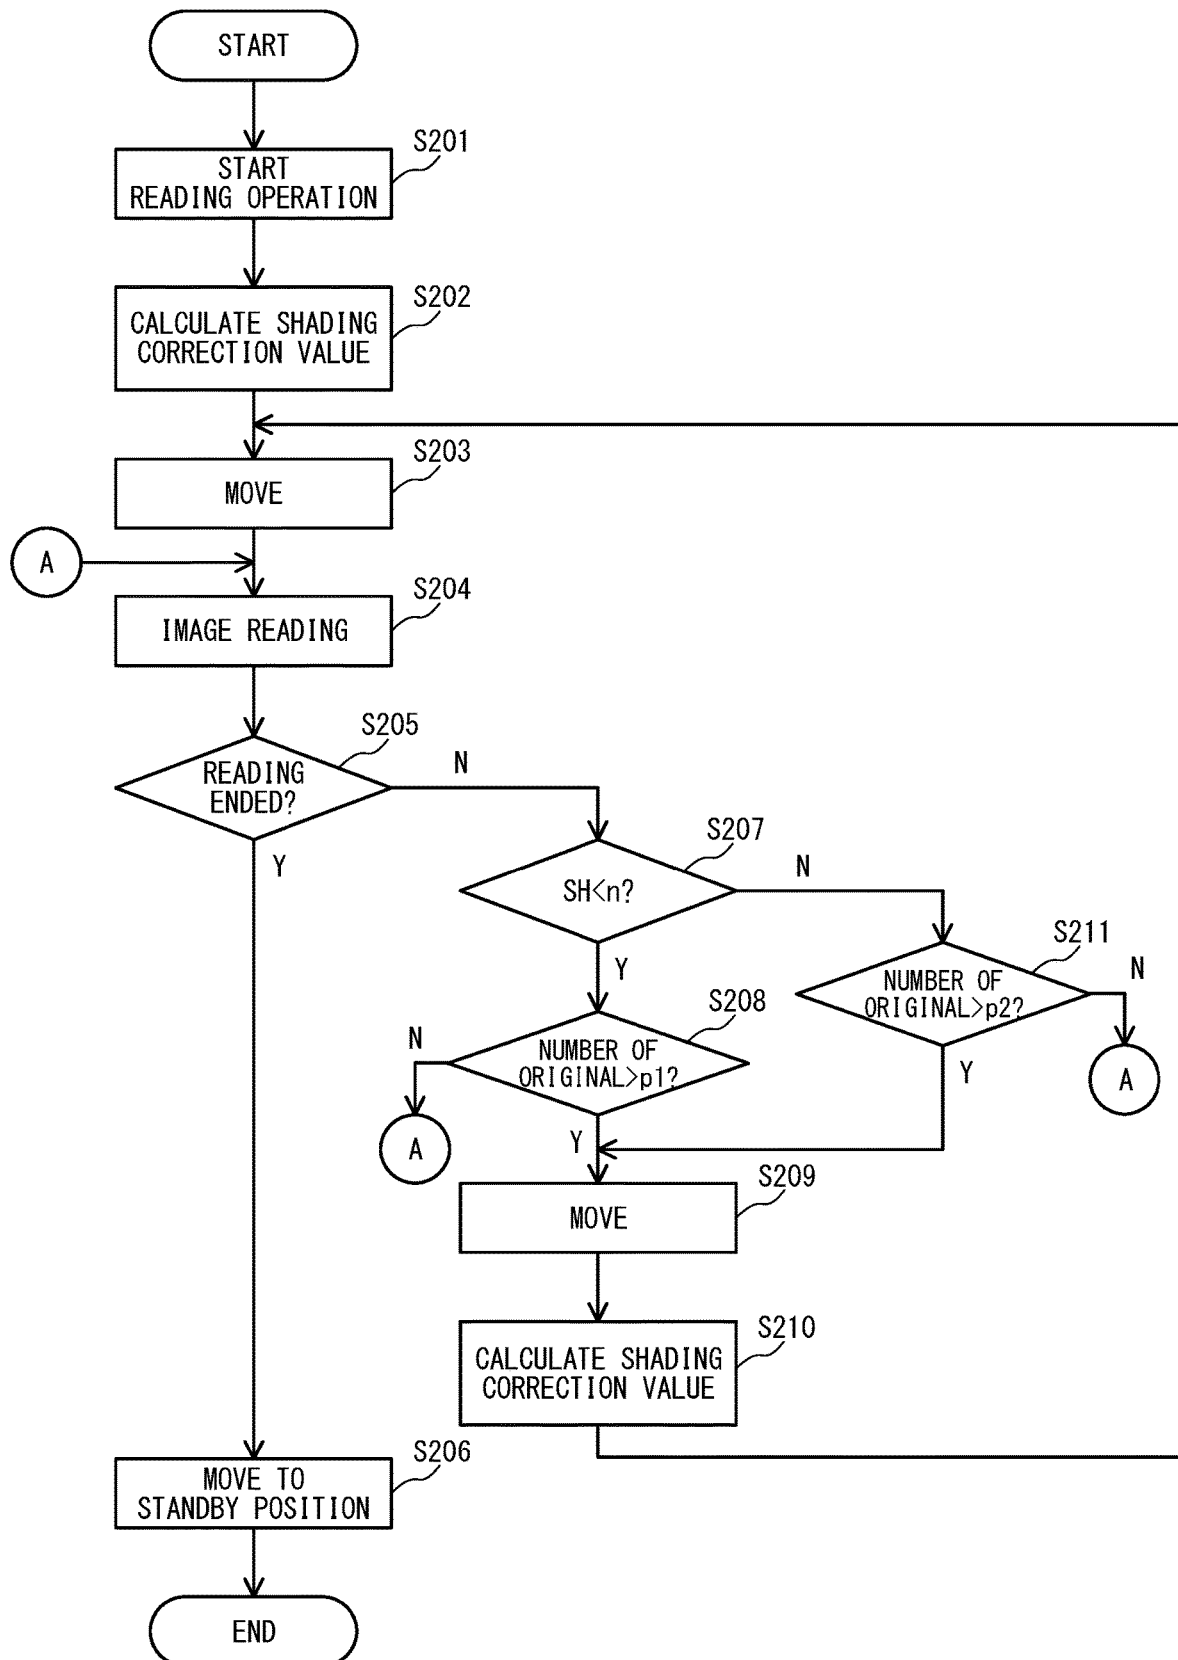 START
S201
START
READING OPERATION
S202
CALCULATE SHADING
CORRECTION VALUE
S203
MOVE
A
S204
IMAGE READING
S205
READING
ENDED?
N
Y
S207
SH<n?
N
Y
S211
NUMBER OF
ORIGINAL>p2?
N
Y
A
S208
NUMBER OF
ORIGINAL>p1?
N
Y
A
S209
MOVE
S210
CALCULATE SHADING
CORRECTION VALUE
S206
MOVE TO
STANDBY POSITION
END